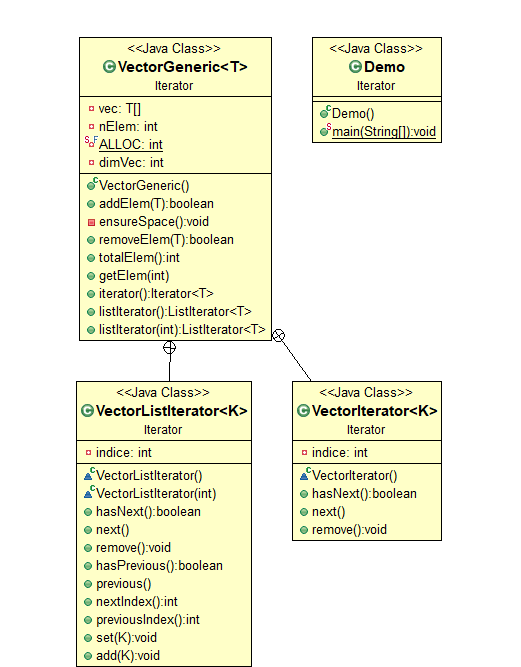 <<Java Class>>
VectorGeneric<T>
Iterator
vec: T[]
nElem: int
ALLOC: int
dimVec: int
VectorGeneric()
addElem(T):boolean
ensureSpace():void
removeElem(T):boolean
totalElem():int
getElem(int)
iterator():Iterator<T>
listIterator():ListIterator<T>
listIterator(int):ListIterator<T>
<<Java Class>>
Demo
Iterator
Demo()
main(String[]):void
<<Java Class>>
VectorListIterator<K>
Iterator
indice: int
VectorListIterator()
VectorListIterator(int)
hasNext():boolean
next()
remove():void
hasPrevious():boolean
previous()
nextIndex():int
previousIndex():int
set(K):void
add(K):void
<<Java Class>>
VectorIterator<K>
Iterator
indice: int
VectorIterator()
hasNext():boolean
next()
remove():void